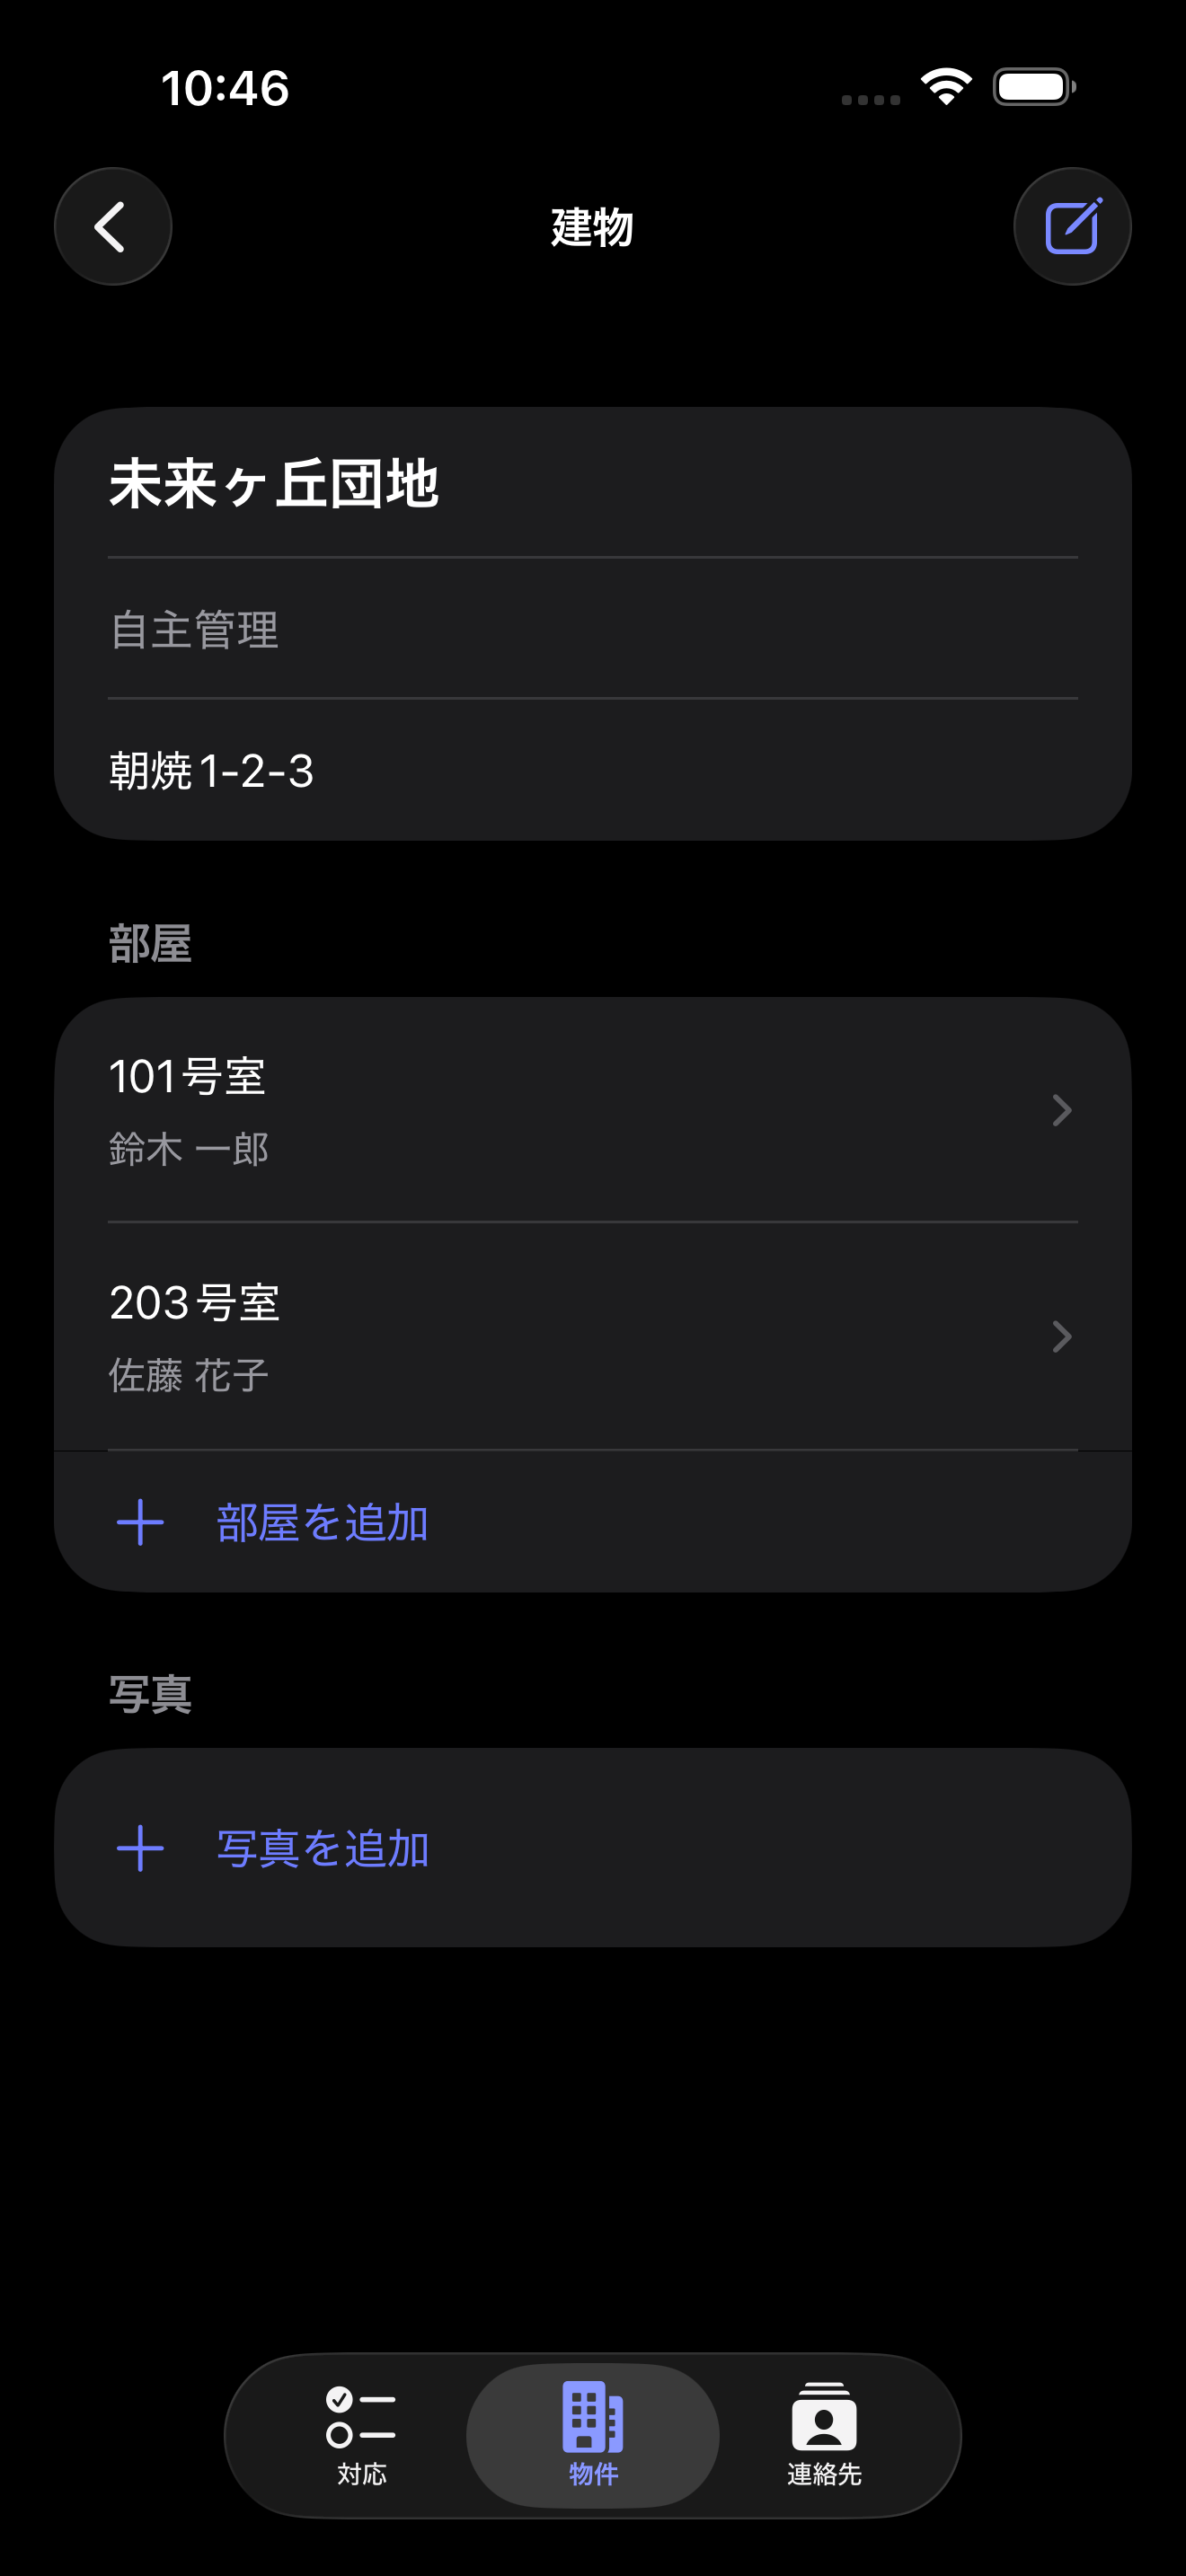 10:46
建物
未来ヶ丘団地
自主管理
朝焼1-2-3
部屋
101号室
鈴木 一郎
203号室
佐藤 花子
部屋を追加
写真
写真を追加
対応
物件
連絡先